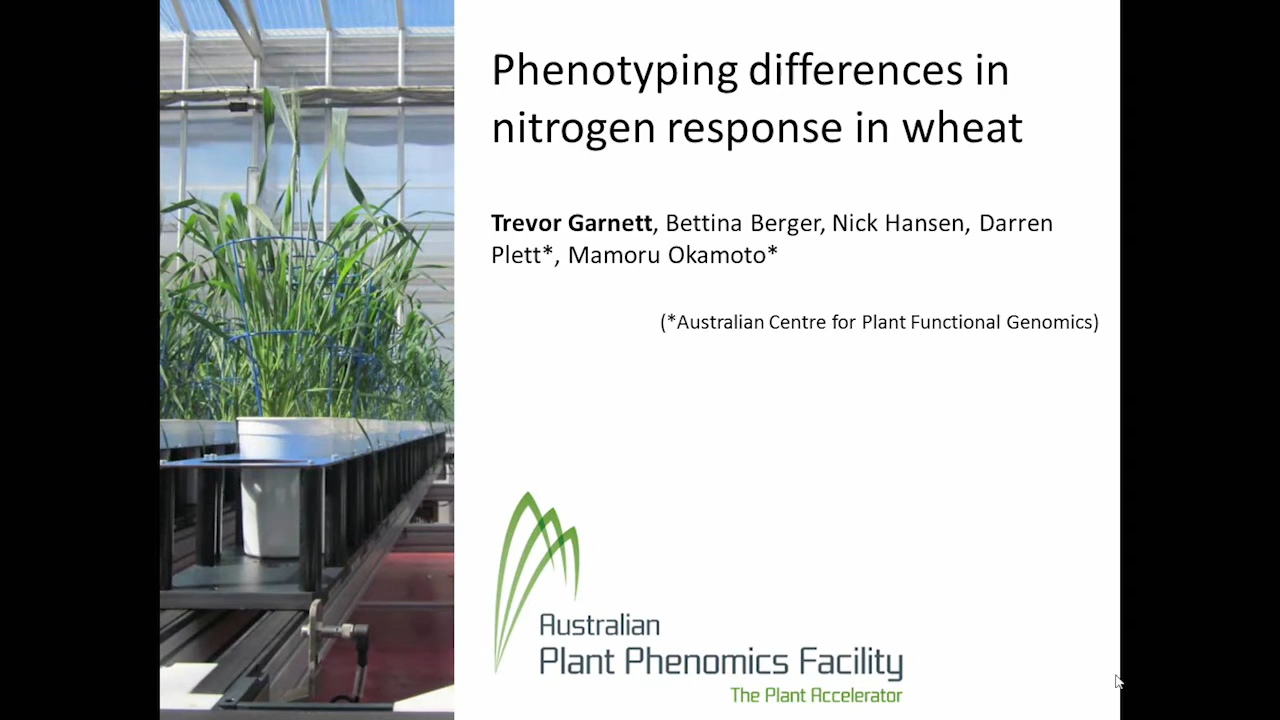 Phenotyping differences in
nitrogen response in wheat
Trevor Garnett, Bettina Berger, Nick Hansen, Darren
Plett*, Mamoru Okamoto*
(*Australian Centre for Plant Functional Genomics)
Australian
Plant Phenomics Facility
The Plant Accelerator